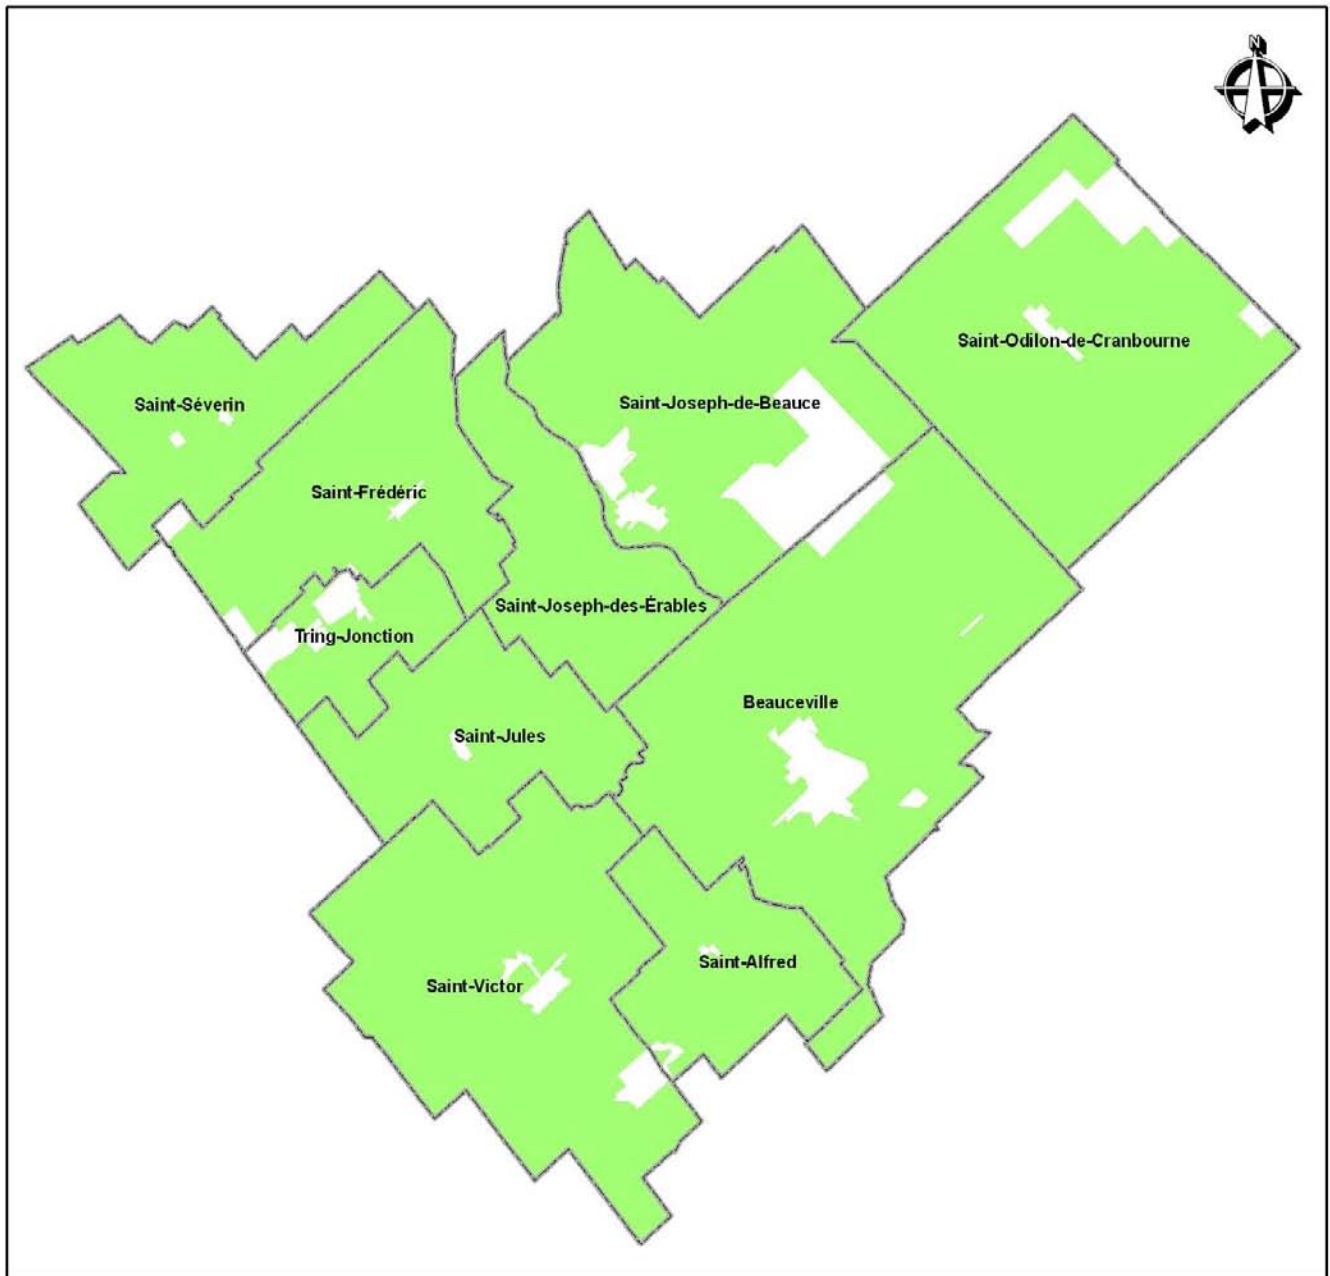 N
Saint-Odilon-de-Cranbourne
Saint-Séverin
Saint-Joseph-de-Beauce
Saint-Frédéric
Saint-Joseph-des-Érables
Tring-Jonction
Beauceville
Saint-Jules
Saint-Alfred
Saint-Victor